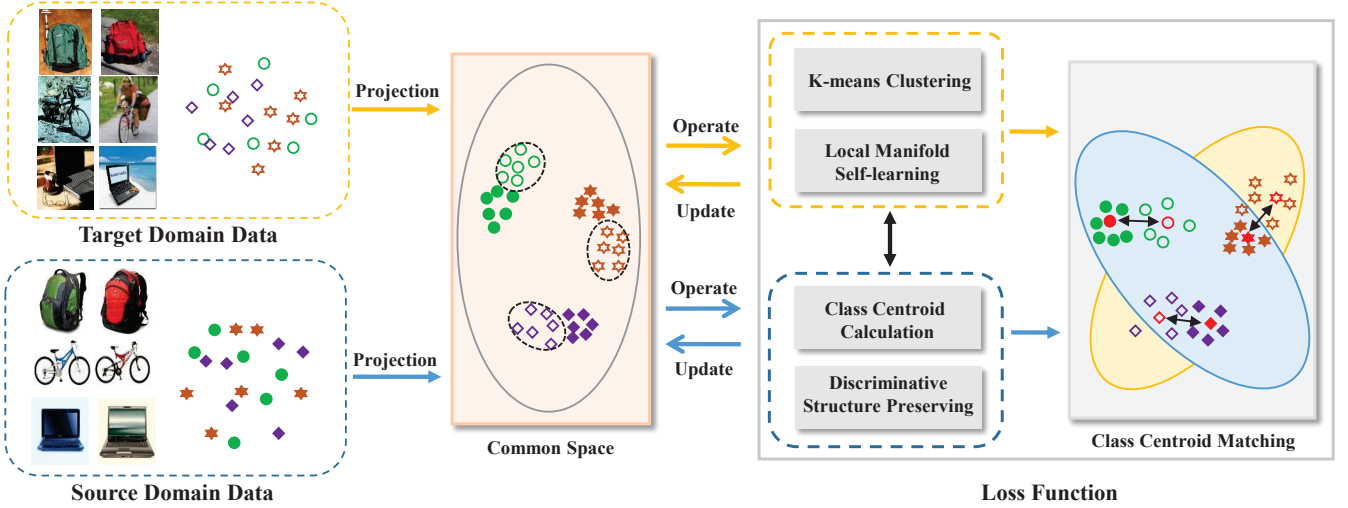 Target Domain Data
Source Domain Data
Projection
Projection
Common Space
Operate
Update
Operate
Update
K-means Clustering
Local Manifold
Self-learning
Class Centroid
Calculation
Discriminative
Structure Preserving
Class Centroid Matching
Loss Function